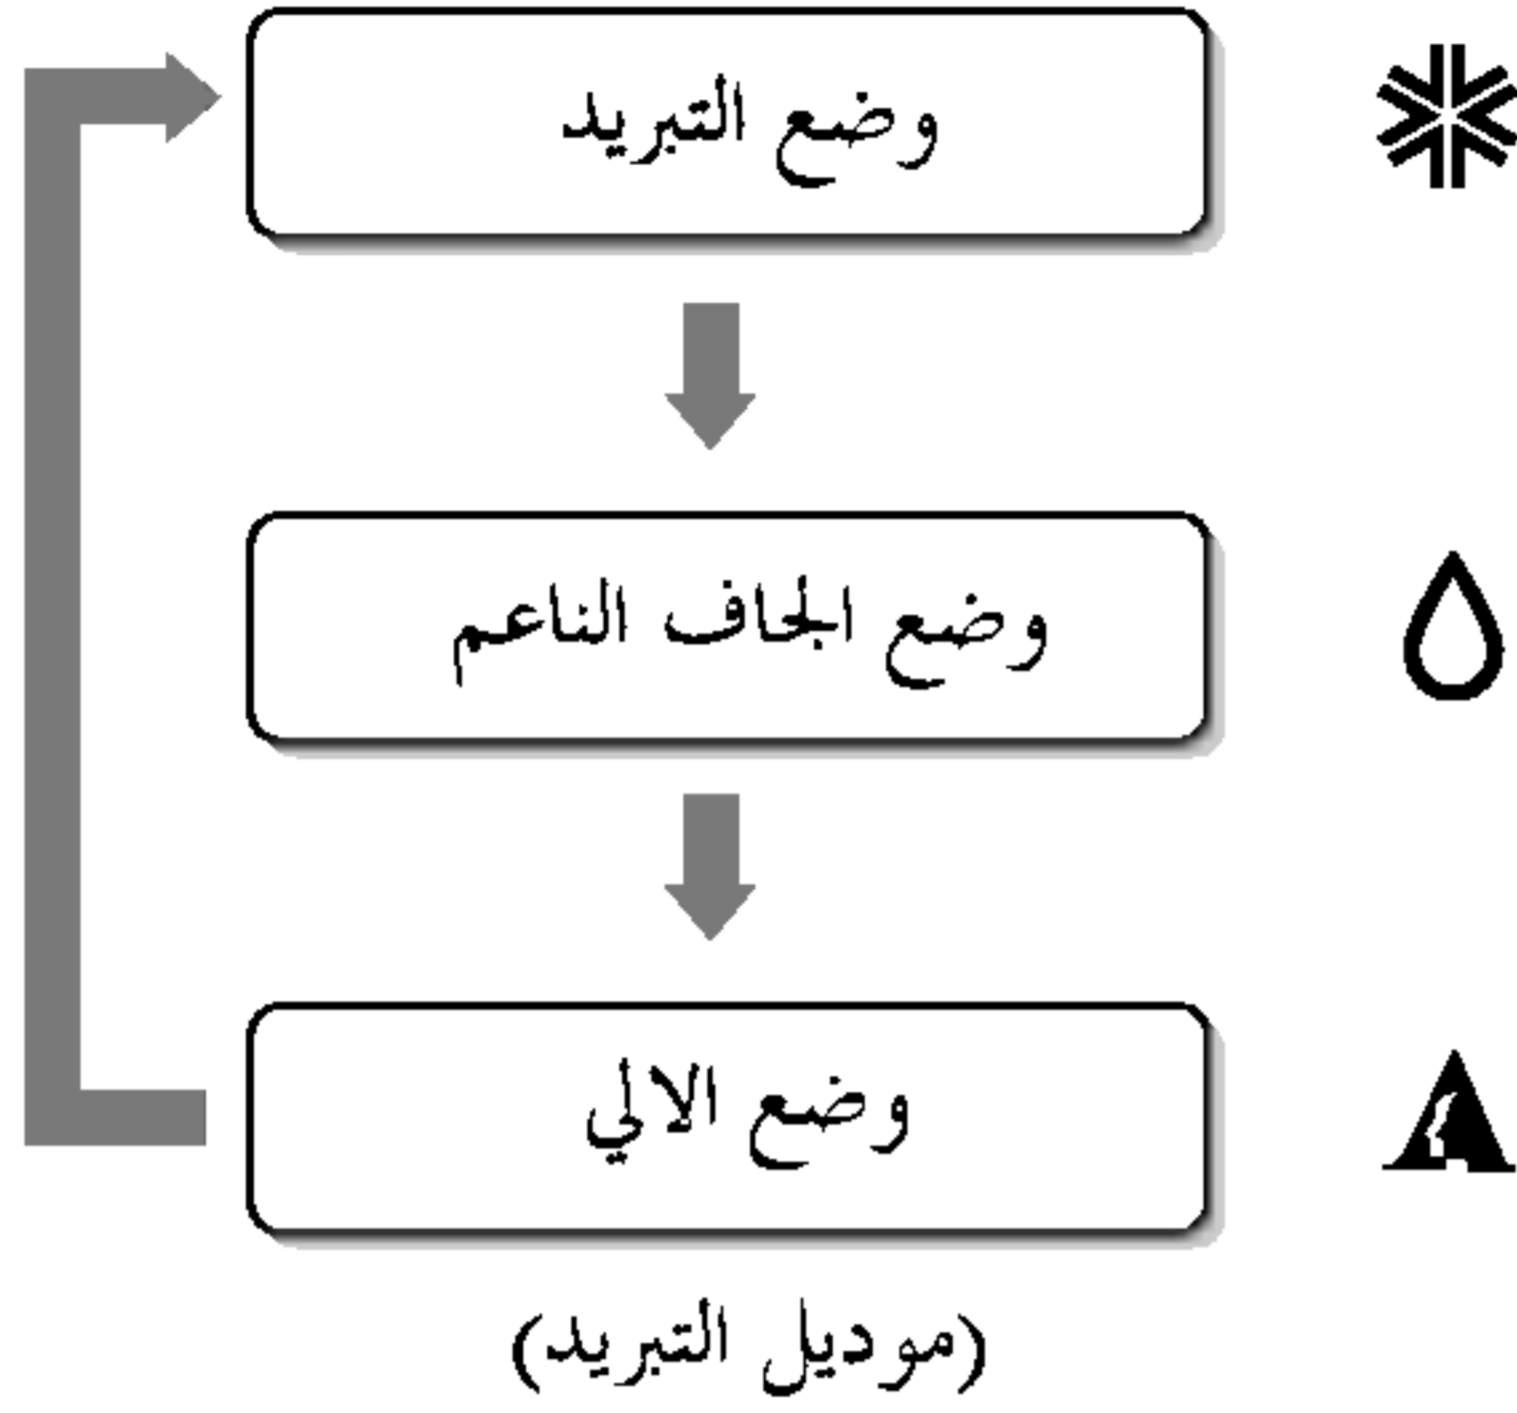 وضع التبريد
وضع الجاف الناعم
وضع الالي
(موديل التبريد)